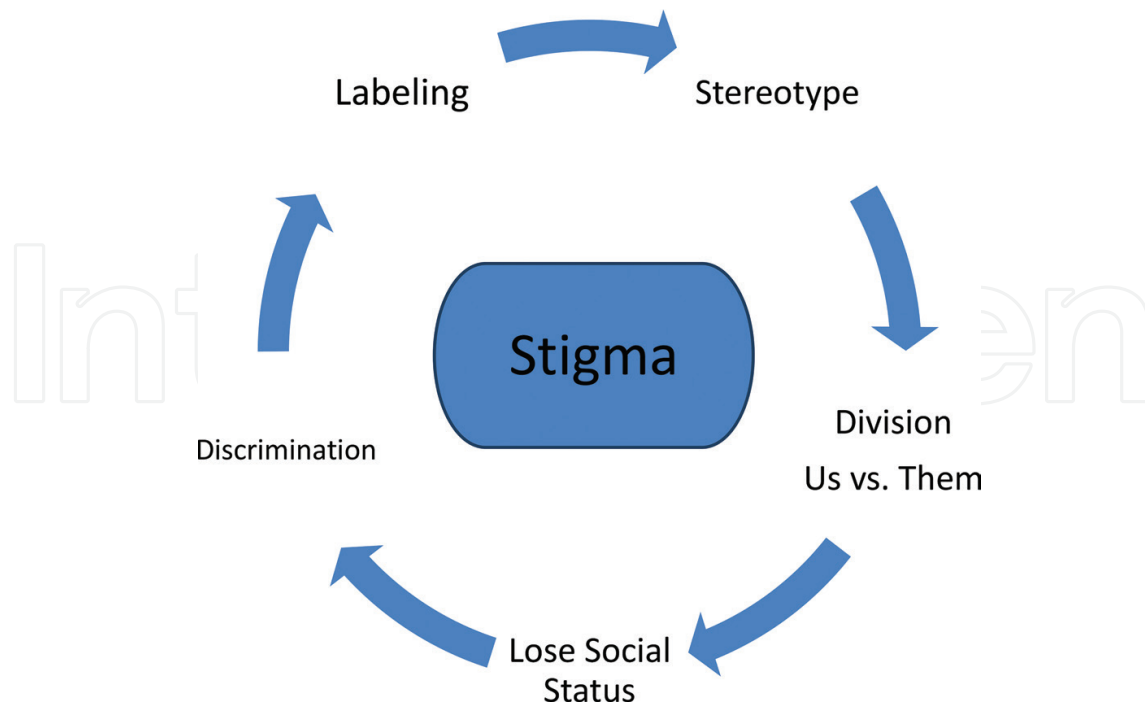 Labeling
Stereotype
Stigma
Division
Us vs. Them
Discrimination
Lose Social
Status